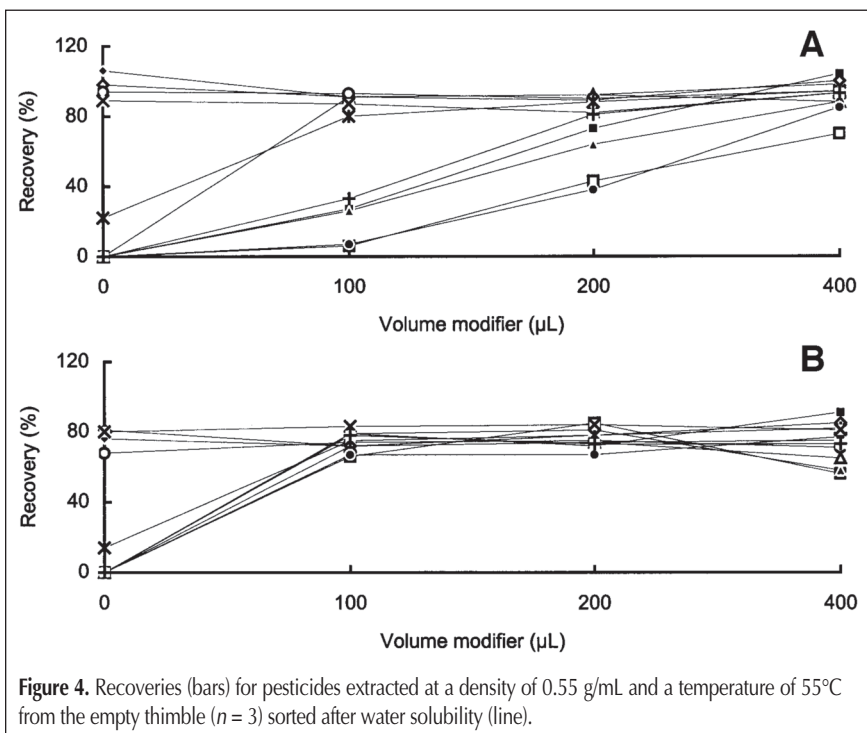 A
120
80
40
0
Recovery (%)
0 100 200 400
Volume modifier (µL)
B
120
80
40
0
Recovery (%)
0 100 200 400
Volume modifier (µL)
Figure 4. Recoveries (bars) for pesticides extracted at a density of 0.55 g/mL and a temperature of 55°C
from the empty thimble (n = 3) sorted after water solubility (line).